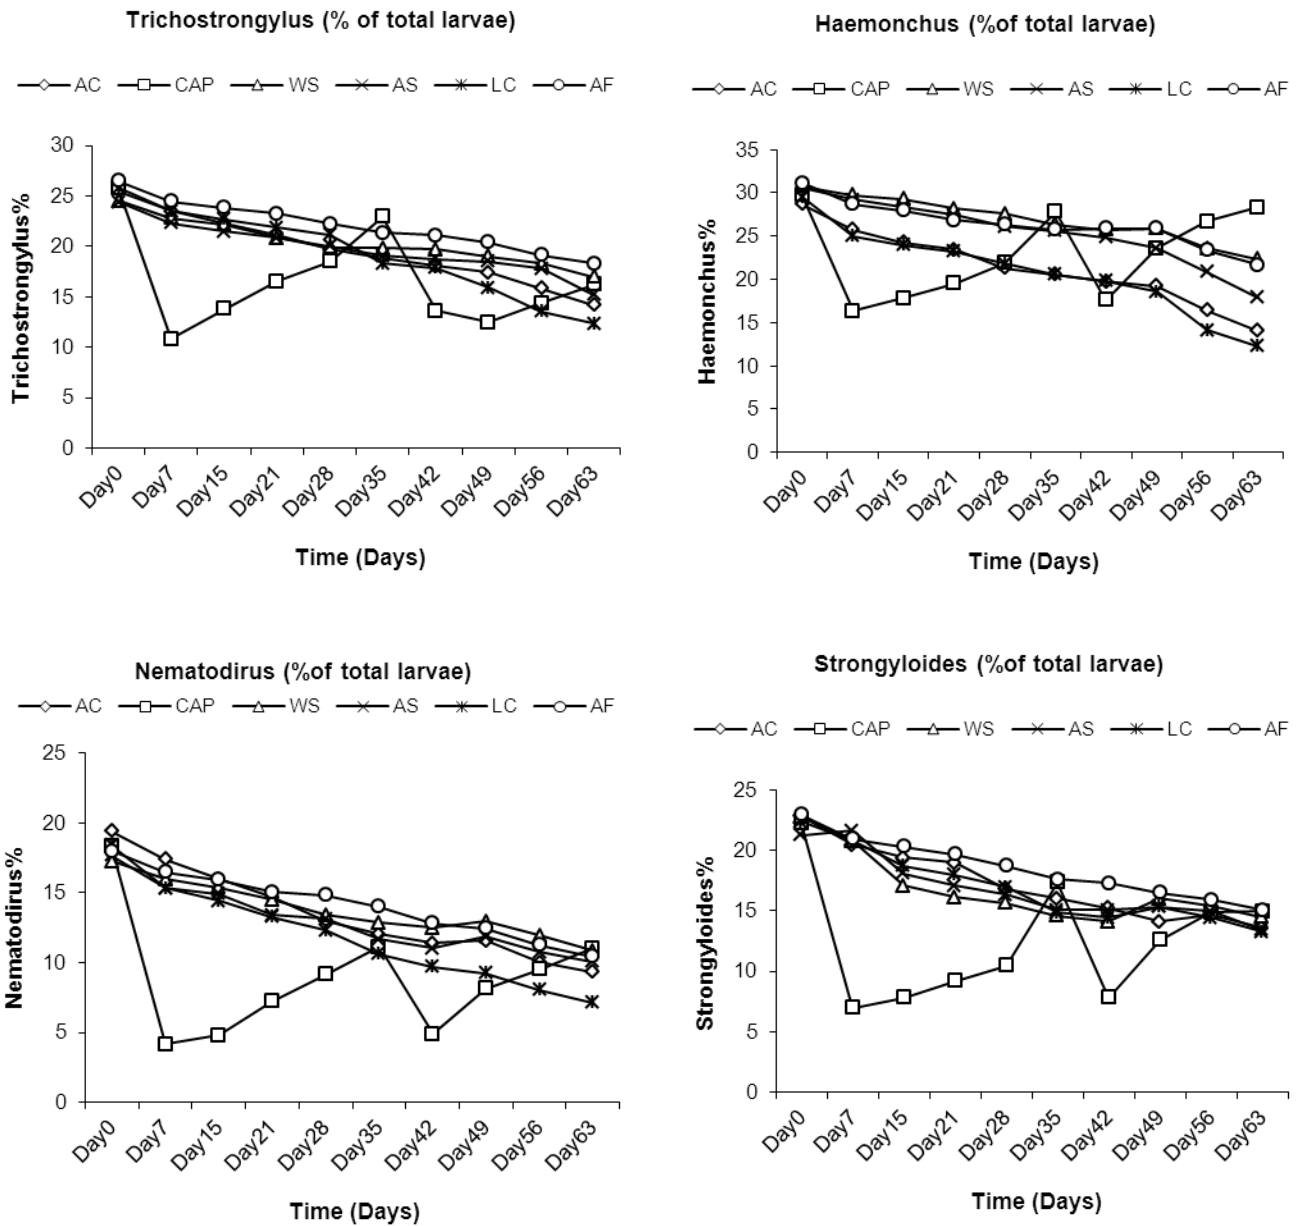 Trichostrongylus (% of total larvae)
AC CAP WS AS LC AF
Trichostrongylus%
30
25
20
15
10
5
0
Day0 Day7 Day15 Day21 Day28 Day35 Day42 Day49 Day56 Day63
Time (Days)
Haemonchus (%of total larvae)
AC CAP WS AS LC AF
Haemonchus%
35
30
25
20
15
10
5
0
Day0 Day7 Day15 Day21 Day28 Day35 Day42 Day49 Day56 Day63
Time (Days)
Nematodirus (%of total larvae)
AC CAP WS AS LC AF
Nematodirus%
25
20
15
10
5
0
Day0 Day7 Day15 Day21 Day28 Day35 Day42 Day49 Day56 Day63
Time (Days)
Strongyloides (%of total larvae)
AC CAP WS AS LC AF
Strongyloides%
25
20
15
10
5
0
Day0 Day7 Day15 Day21 Day28 Day35 Day42 Day49 Day56 Day63
Time (Days)